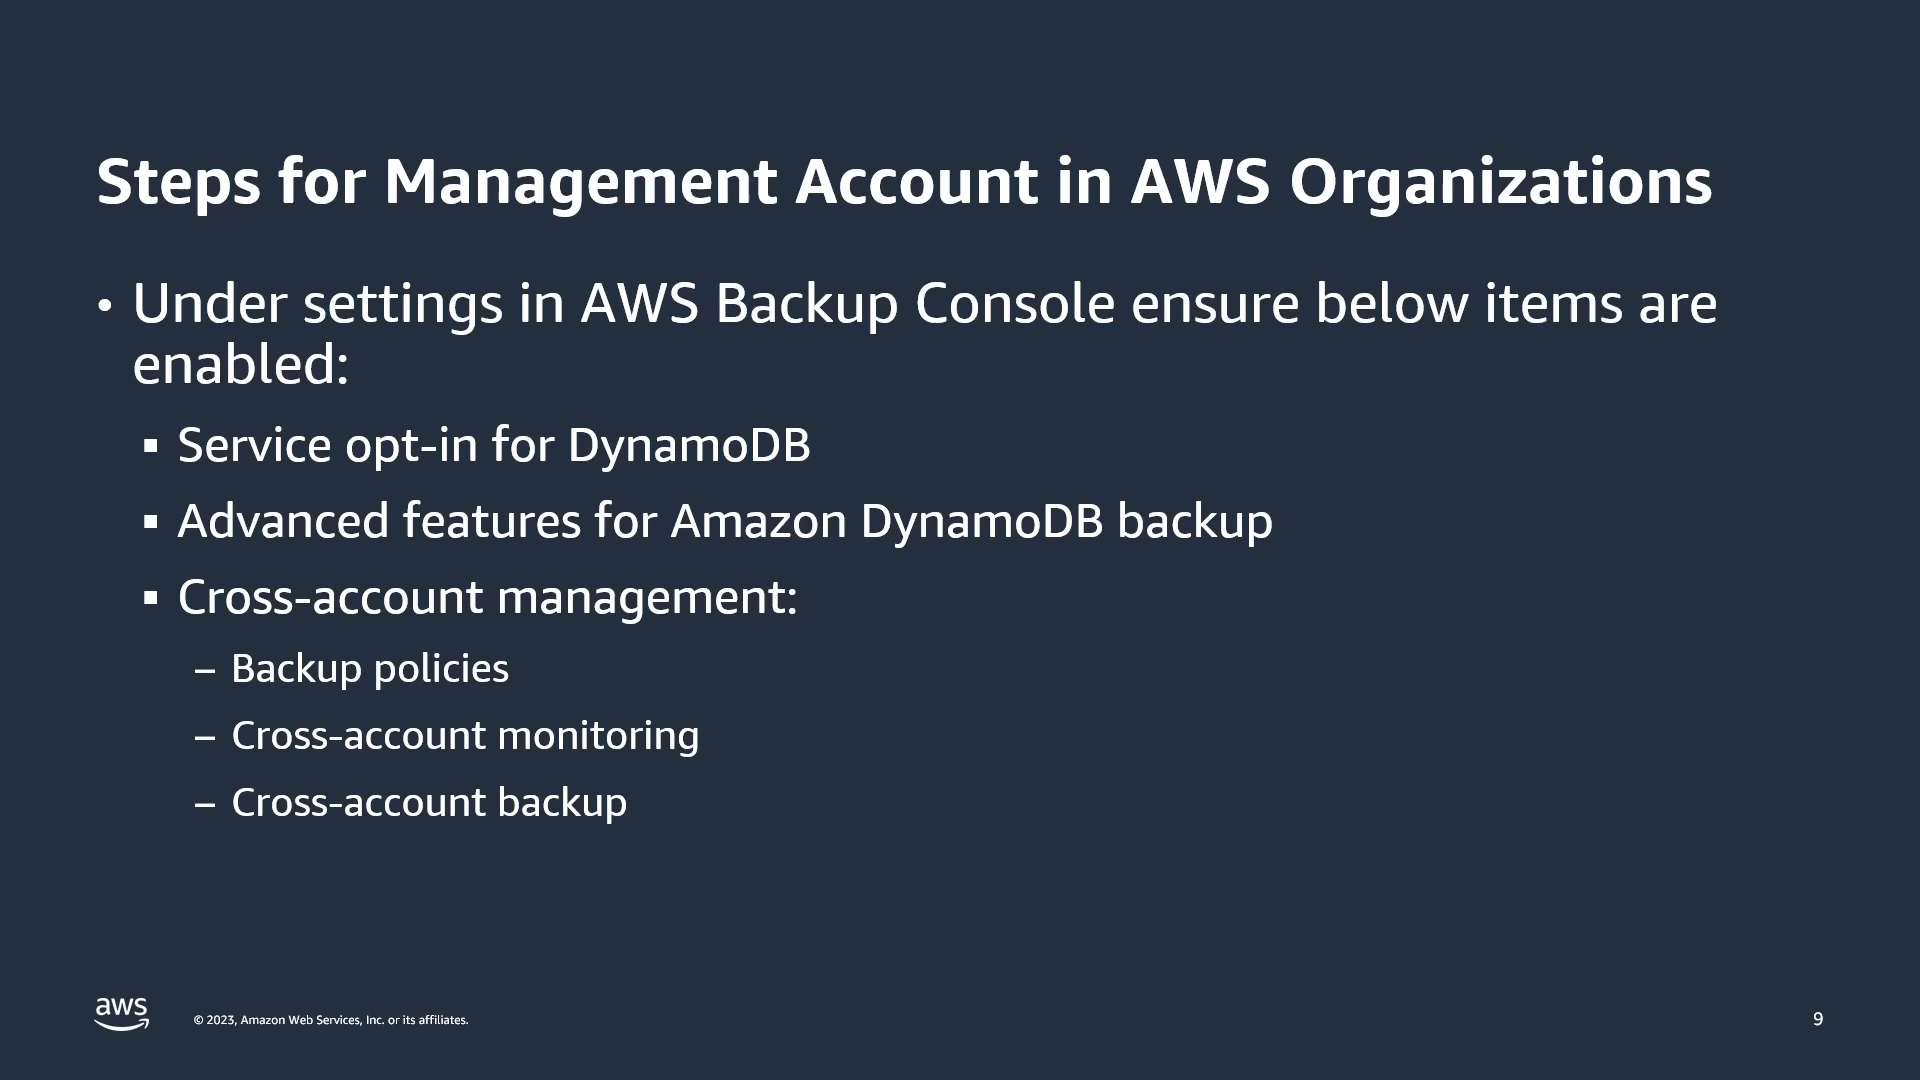 Steps for Management Account in AWS Organizations
• Under settings in AWS Backup Console ensure below items are
enabled:
▪ Service opt-in for DynamoDB
▪ Advanced features for Amazon DynamoDB backup
▪ Cross-account management:
– Backup policies
– Cross-account monitoring
– Cross-account backup
aws
© 2023, Amazon Web Services, Inc. or its affiliates.
9